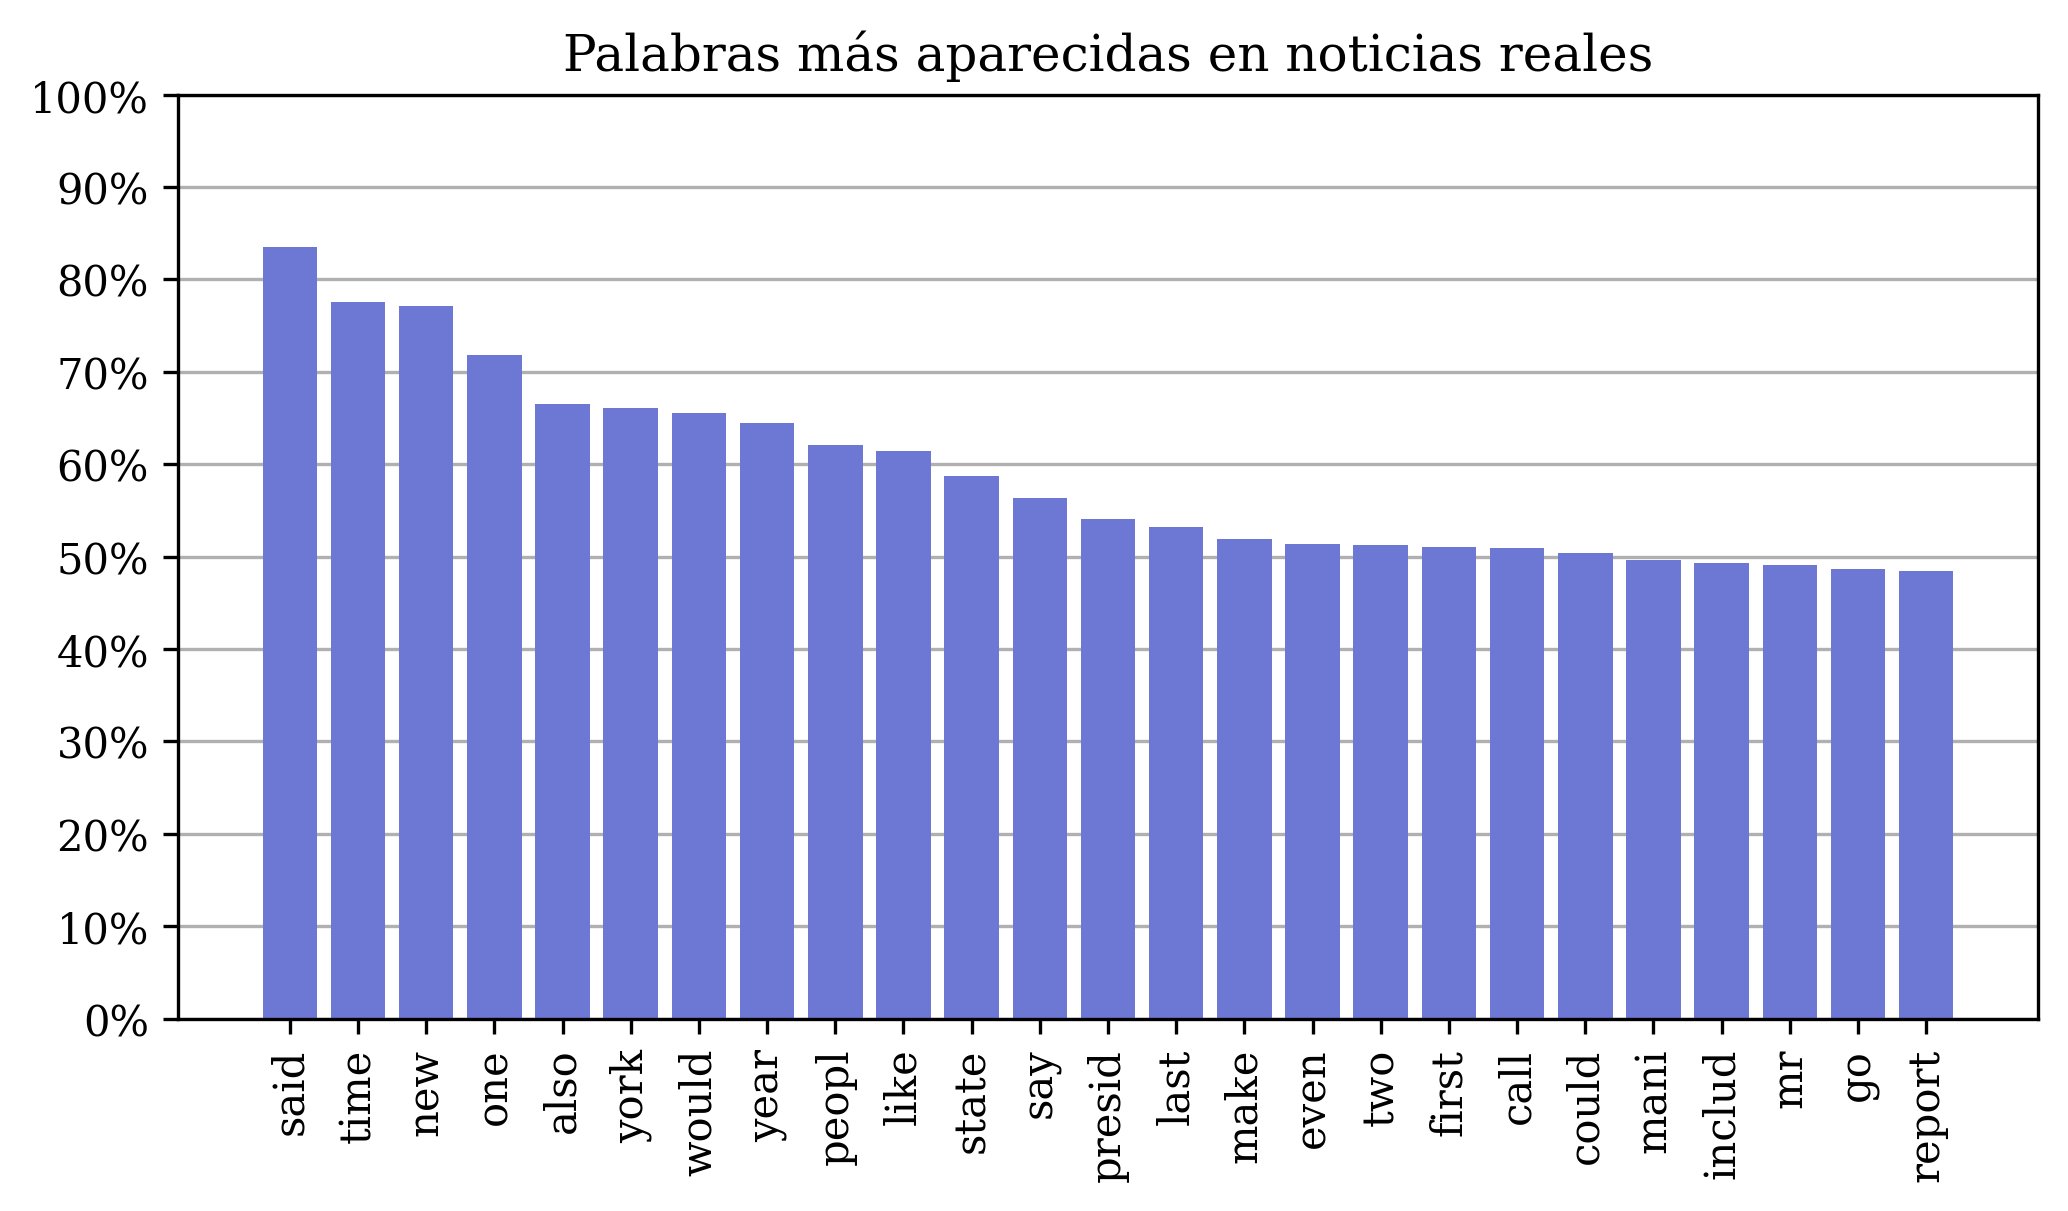 Palabras más aparecidas en noticias reales
100%
90%
80%
70%
60%
50%
40%
30%
20%
10%
0%
said
time
new
one
also
york
would
year
peopl
like
state
say
presid
last
make
even
two
first
call
could
mani
includ
mr
go
report